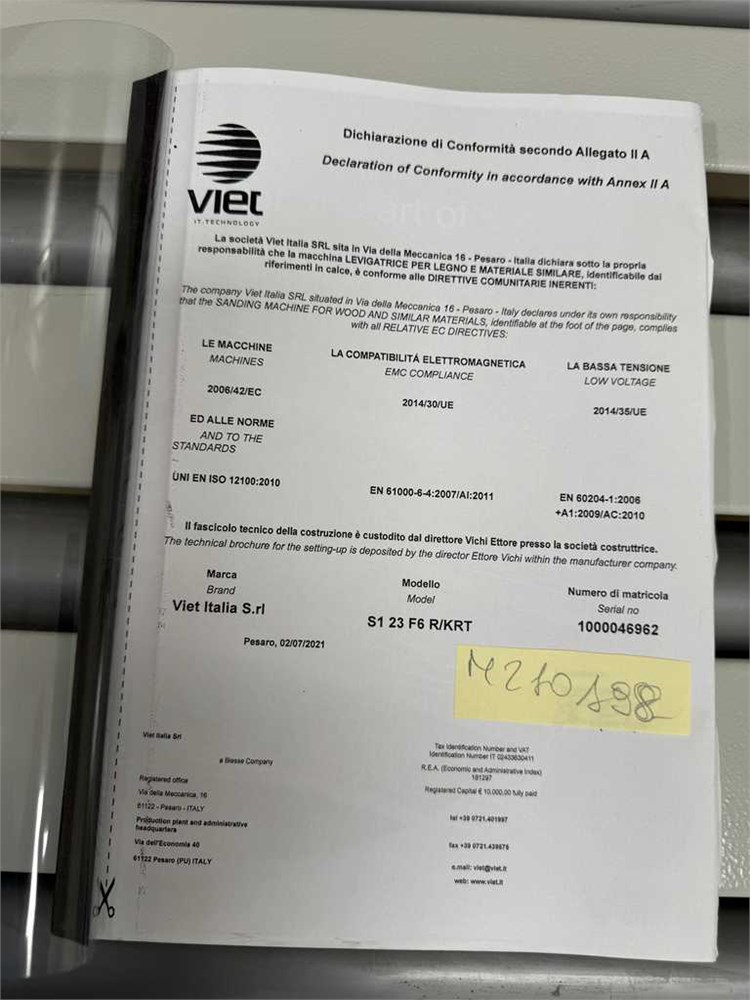 Dichiarazione di Conformità secondo Allegato II A
Declaration of Conformity in accordance with Annex II A
VIET
I.T.TECHNOLOGY
La società Viet Italia SRL sita in Via della Meccanica 16 - Pesaro - Italia dichiara sotto la propria
responsabilità che la macchina LEVIGATRICE PER LEGNO E MATERIALE SIMILARE, identificabile dai
riferimenti in calce, è conforme alle DIRETTIVE COMUNITARIE INERENTI:
The company Viet Italia SRL situated in Via della Meccanica 16 - Pesaro - Italy declares under its own responsibility
that the SANDING MACHINE FOR WOOD AND SIMILAR MATERIALS, identifiable at the foot of the page, complies
with all RELATIVE EC DIRECTIVES:
LE MACCHINE
MACHINES
2006/42/EC
LA COMPATIBILITÁ ELETTROMAGNETICA
EMC COMPLIANCE
2014/30/UE
LA BASSA TENSIONE
LOW VOLTAGE
2014/35/UE
ED ALLE NORME
AND TO THE
STANDARDS
UNI EN ISO 12100:2010
EN 61000-6-4:2007/AI:2011
EN 60204-1:2006
+A1:2009/AC:2010
Il fascicolo tecnico della costruzione è custodito dal direttore Vichi Ettore presso la società costruttrice.
The technical brochure for the setting-up is deposited by the director Ettore Vichi within the manufacturer company.
Marca
Brand
Viet Italia S.rl
Modello
Model
S1 23 F6 R/KRT
Numero di matricola
Serial no
1000046962
Pesaro, 02/07/2021
M210198
Viet Italia Srl
a Biesse Company
Registered office
Via della Meccanica, 16
61122 - Pesaro - ITALY
Production plant and administrative
headquarters
Via dell'Economia 40
61122 Pesaro (PU) ITALY
Tax Identification Number and VAT
Identification Number IT 02433630411
R.E.A. (Economic and Administrative Index)
181297
Registered Capital € 10.000,00 fully paid
tel +39 0721.401997
fax +39 0721.439676
e.mail: viet@viet.it
web: www.viet.it